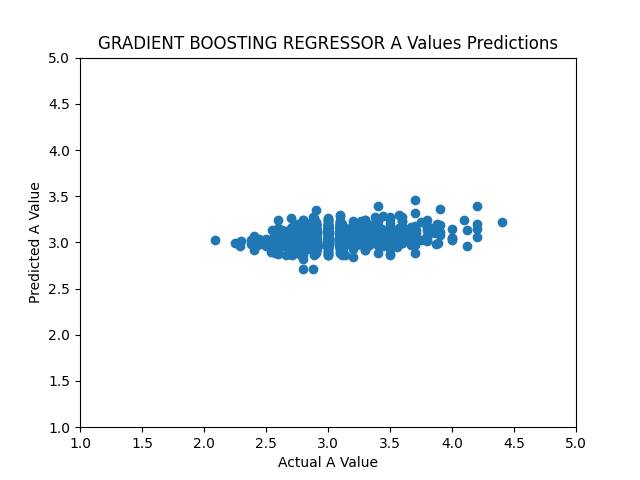 GRADIENT BOOSTING REGRESSOR A Values Predictions
5.0
4.5
4.0
3.5
3.0
2.5
2.0
1.5
1.0
Predicted A Value
1.0 1.5 2.0 2.5 3.0 3.5 4.0 4.5 5.0
Actual A Value